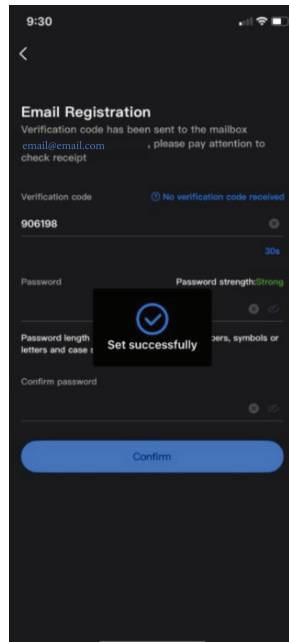 9:30
Email Registration
Verification code has been sent to the mailbox
email@email.com , please pay attention to
check receipt
Verification code No verification code received
906198
30s
Password Password strength:Strong
Set successfully
Password length bers, symbols or
letters and case s
Confirm password
Confirm